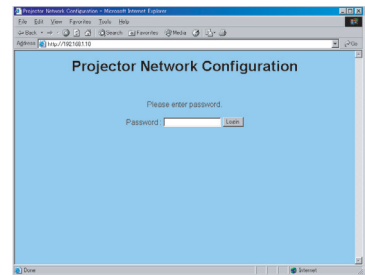 Projector Network Configuration - Microsoft Internet Explorer
File Edit View Favorites Tools Help
Back Search Favorites Media
Address http://192.168.1.10 Go
Projector Network Configuration
Please enter password.
Password: Login
Done Internet